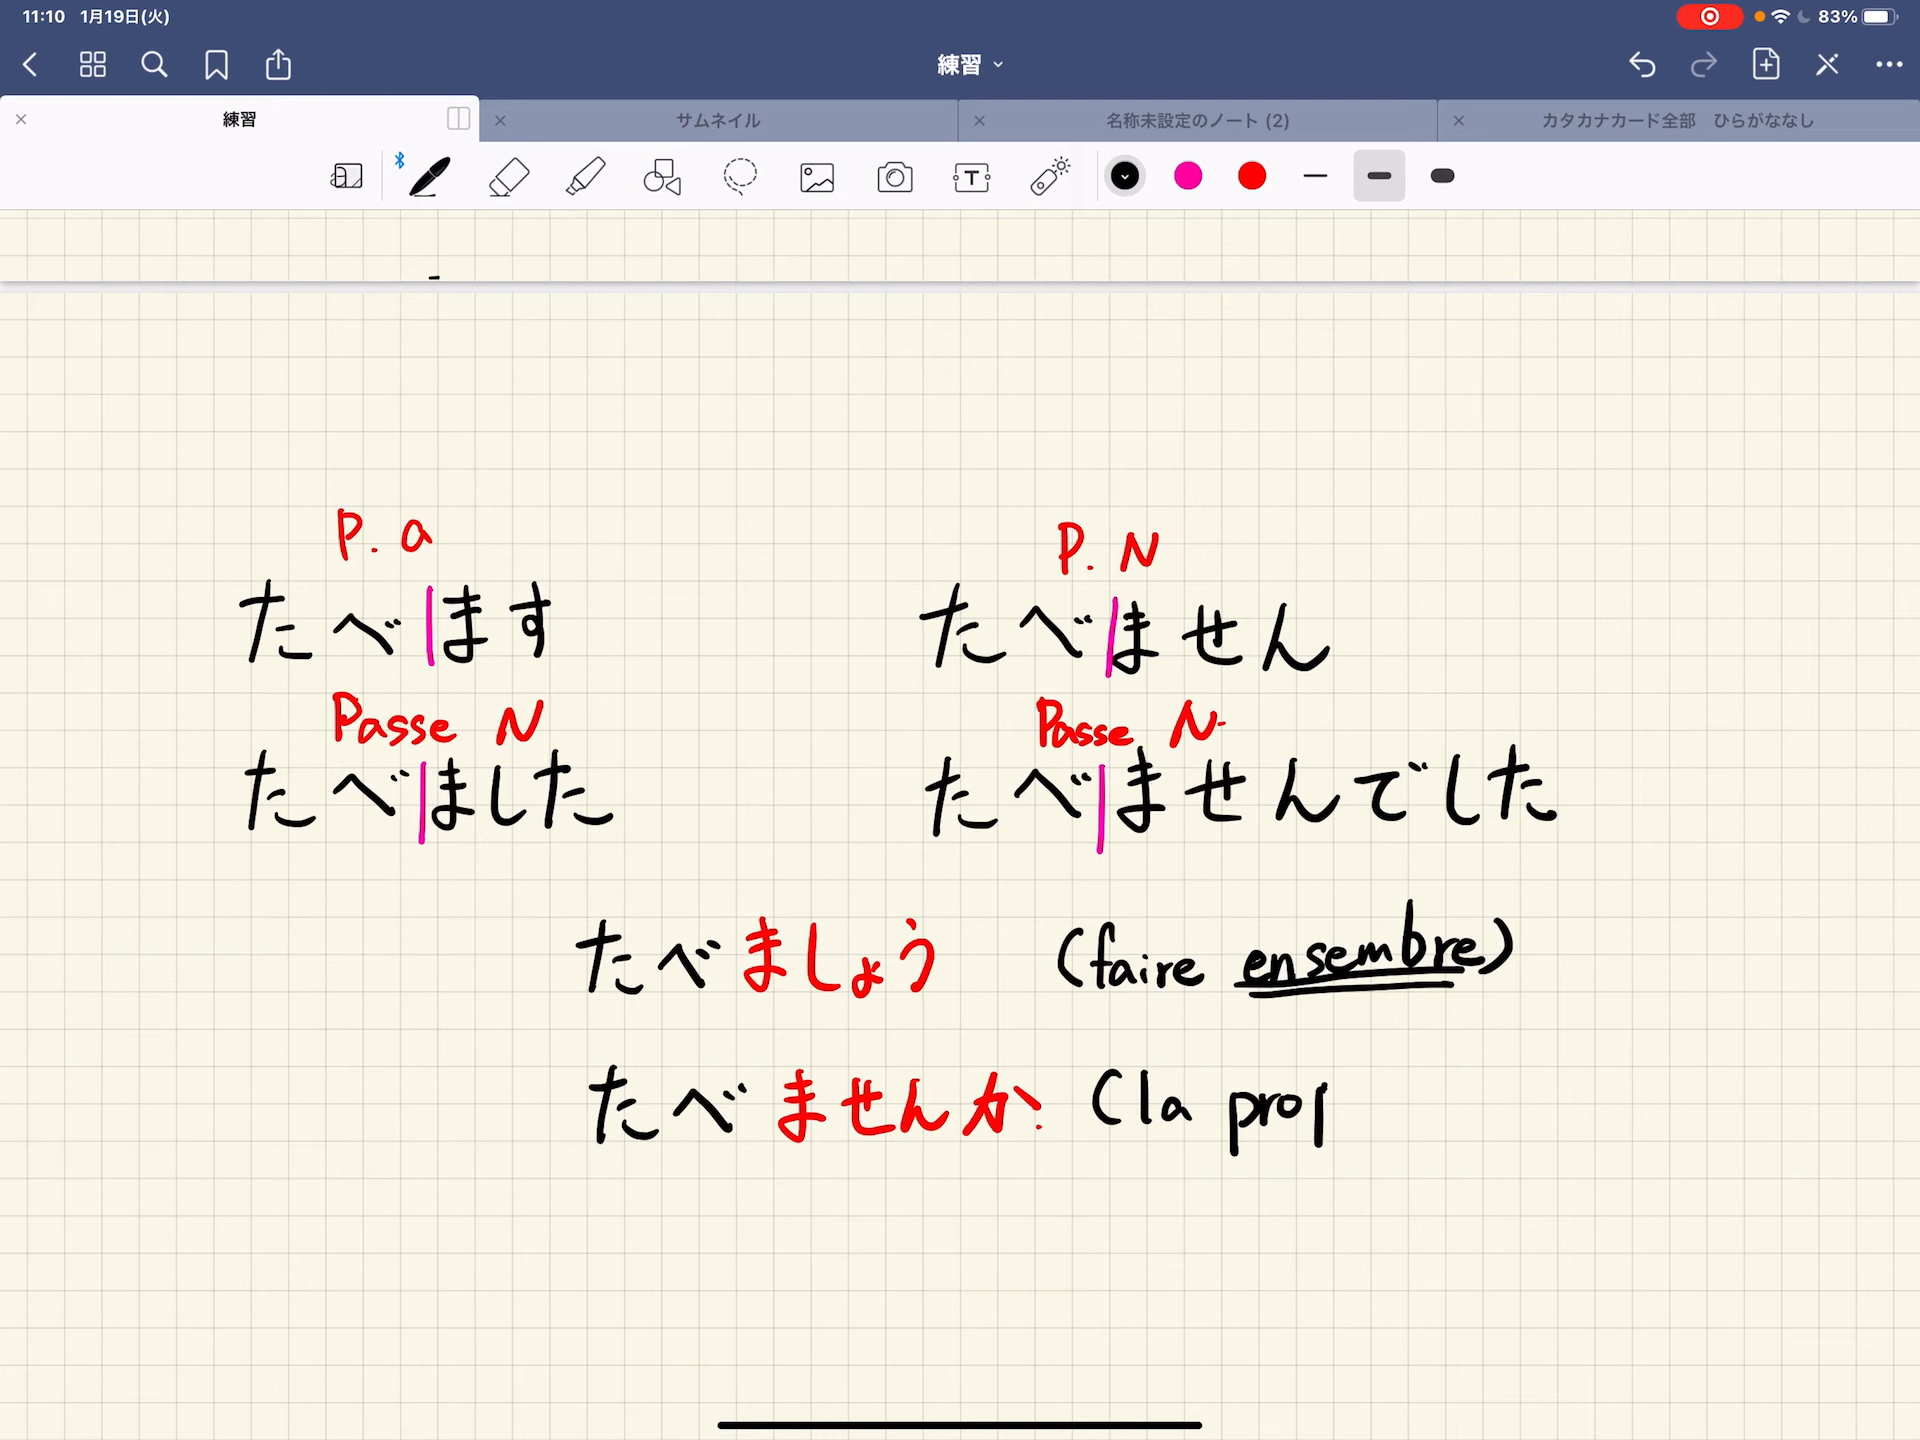 11:10 1月19日(火)
83%
練習
練習
サムネイル
名称未設定のノート (2)
カタカナカード全部 ひらがななし
P. a
P. N
たべます
たべません
Passe N
Passe N
たべました
たべませんでした
たべましょう (faire ensembre)
たべませんか. (la pro